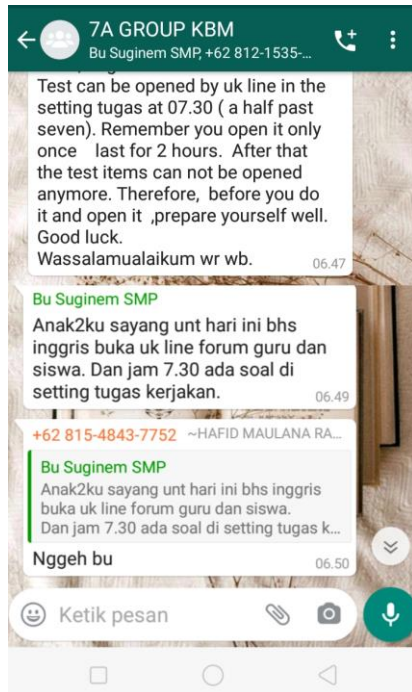 7A GROUP KBM
Bu Suginem SMP, +62 812-1535-...
Test can be opened by uk line in the
setting tugas at 07.30 ( a half past
seven). Remember you open it only
once last for 2 hours. After that
the test items can not be opened
anymore. Therefore, before you do
it and open it ,prepare yourself well.
Good luck.
Wassalamualaikum wr wb.
06.47
Bu Suginem SMP
Anak2ku sayang unt hari ini bhs
inggris buka uk line forum guru dan
siswa. Dan jam 7.30 ada soal di
setting tugas kerjakan.
06.49
+62 815-4843-7752 ~HAFID MAULANA RA...
Bu Suginem SMP
Anak2ku sayang unt hari ini bhs inggris
buka uk line forum guru dan siswa.
Dan jam 7.30 ada soal di setting tugas k...
Nggeh bu
06.50
Ketik pesan